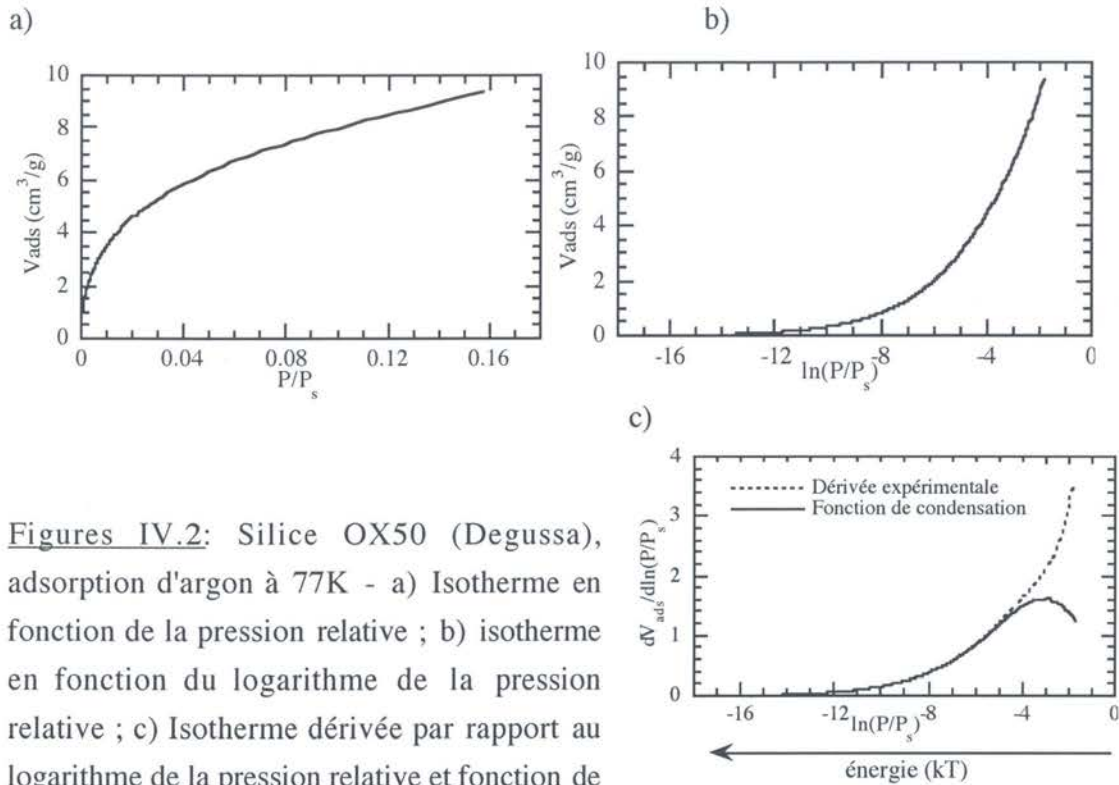 a)
10
8
6
4
2
0
Vads (cm³/g)
0 0.04 0.08 0.12 0.16
P/Pₛ
b)
10
8
6
4
2
0
Vads (cm³/g)
-16 -12 -8 -4 0
ln(P/Pₛ)
c)
4
3
2
1
0
dVₐdₛ/dln(P/Pₛ)
Dérivée expérimentale
Fonction de condensation
-16 -12 -8 -4 0
ln(P/Pₛ)
énergie (kT)
Figures IV.2: Silice OX50 (Degussa),
adsorption d'argon à 77K - a) Isotherme en
fonction de la pression relative ; b) isotherme
en fonction du logarithme de la pression
relative ; c) Isotherme dérivée par rapport au
logarithme de la pression relative et fonction de